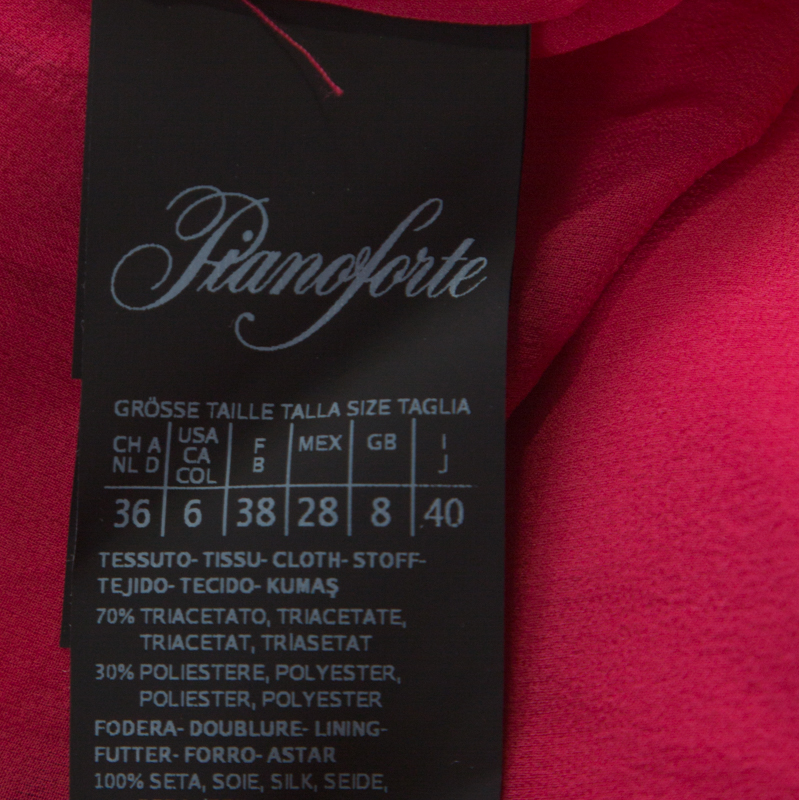 Pianoforte
GRÖSSE TAILLE TALLA SIZE TAGLIA
CH A NL D | USA CA COL | F B | MEX | GB | I J
36 | 6 | 38 | 28 | 8 | 40
TESSUTO- TISSU- CLOTH- STOFF-
TEJIDO- TECIDO- KUMAŞ
70% TRIACETATO, TRIACETATE,
TRIACETAT, TRİASETAT
30% POLIESTERE, POLYESTER,
POLIESTER, POLYESTER
FODERA- DOUBLURE- LINING-
FUTTER- FORRO- ASTAR
100% SETA, SOIE, SILK, SEIDE,